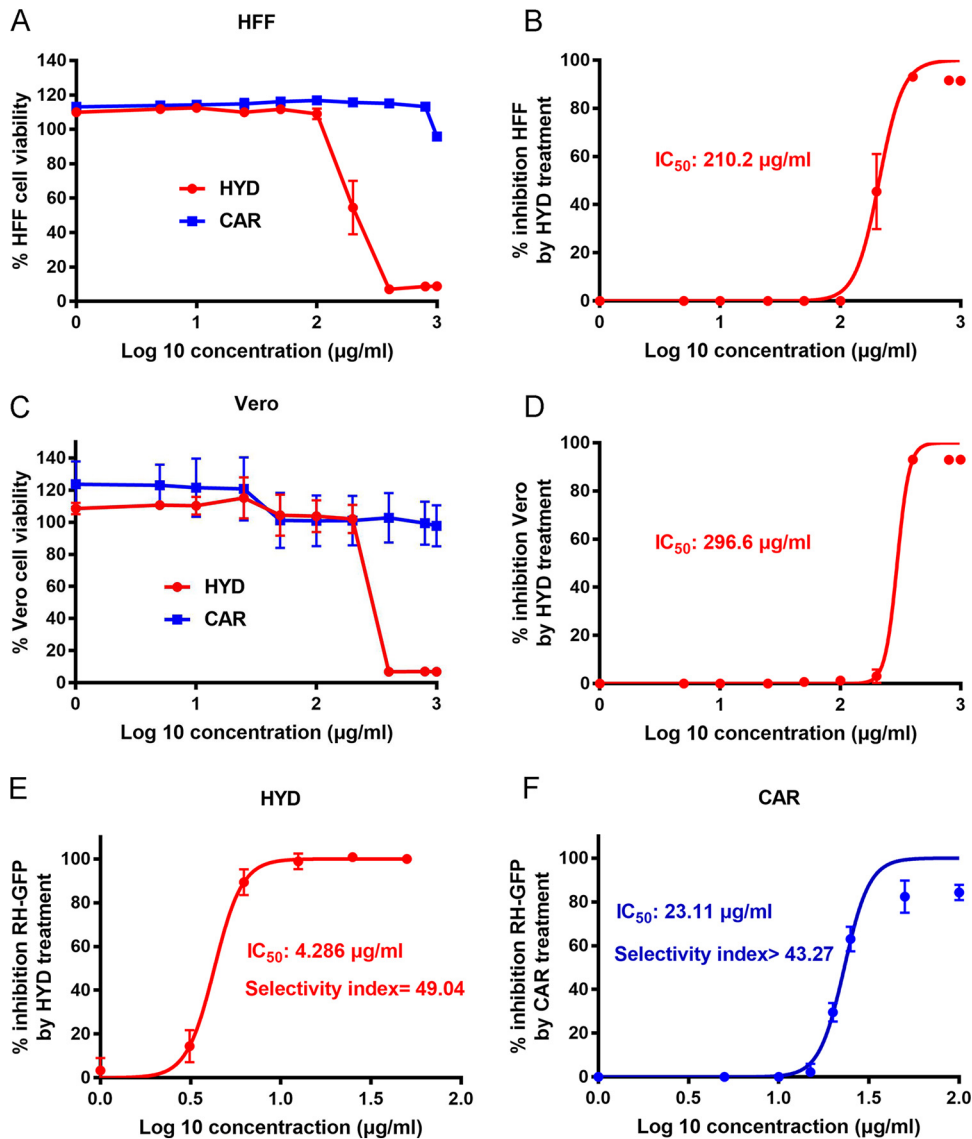 A
HFF
% HFF cell viability
140
120
100
80
60
40
20
0
HYD
CAR
0 1 2 3
Log 10 concentration (µg/ml)
B
% inhibition HFF
by HYD treatment
100
80
60
40
20
0
IC50: 210.2 µg/ml
0 1 2 3
Log 10 concentration (µg/ml)
C
Vero
% Vero cell viability
140
120
100
80
60
40
20
0
HYD
CAR
0 1 2 3
Log 10 concentration (µg/ml)
D
% inhibition Vero
by HYD treatment
100
80
60
40
20
0
IC50: 296.6 µg/ml
0 1 2 3
Log 10 concentration (µg/ml)
E
HYD
% inhibition RH-GFP
by HYD treatment
100
80
60
40
20
0
IC50: 4.286 µg/ml
Selectivity index= 49.04
0.0 0.5 1.0 1.5 2.0
Log 10 conctraction (µg/ml)
F
CAR
% inhibition RH-GFP
by CAR treatment
100
80
60
40
20
0
IC50: 23.11 µg/ml
Selectivity index> 43.27
0.0 0.5 1.0 1.5 2.0
Log 10 concentraction (µg/ml)